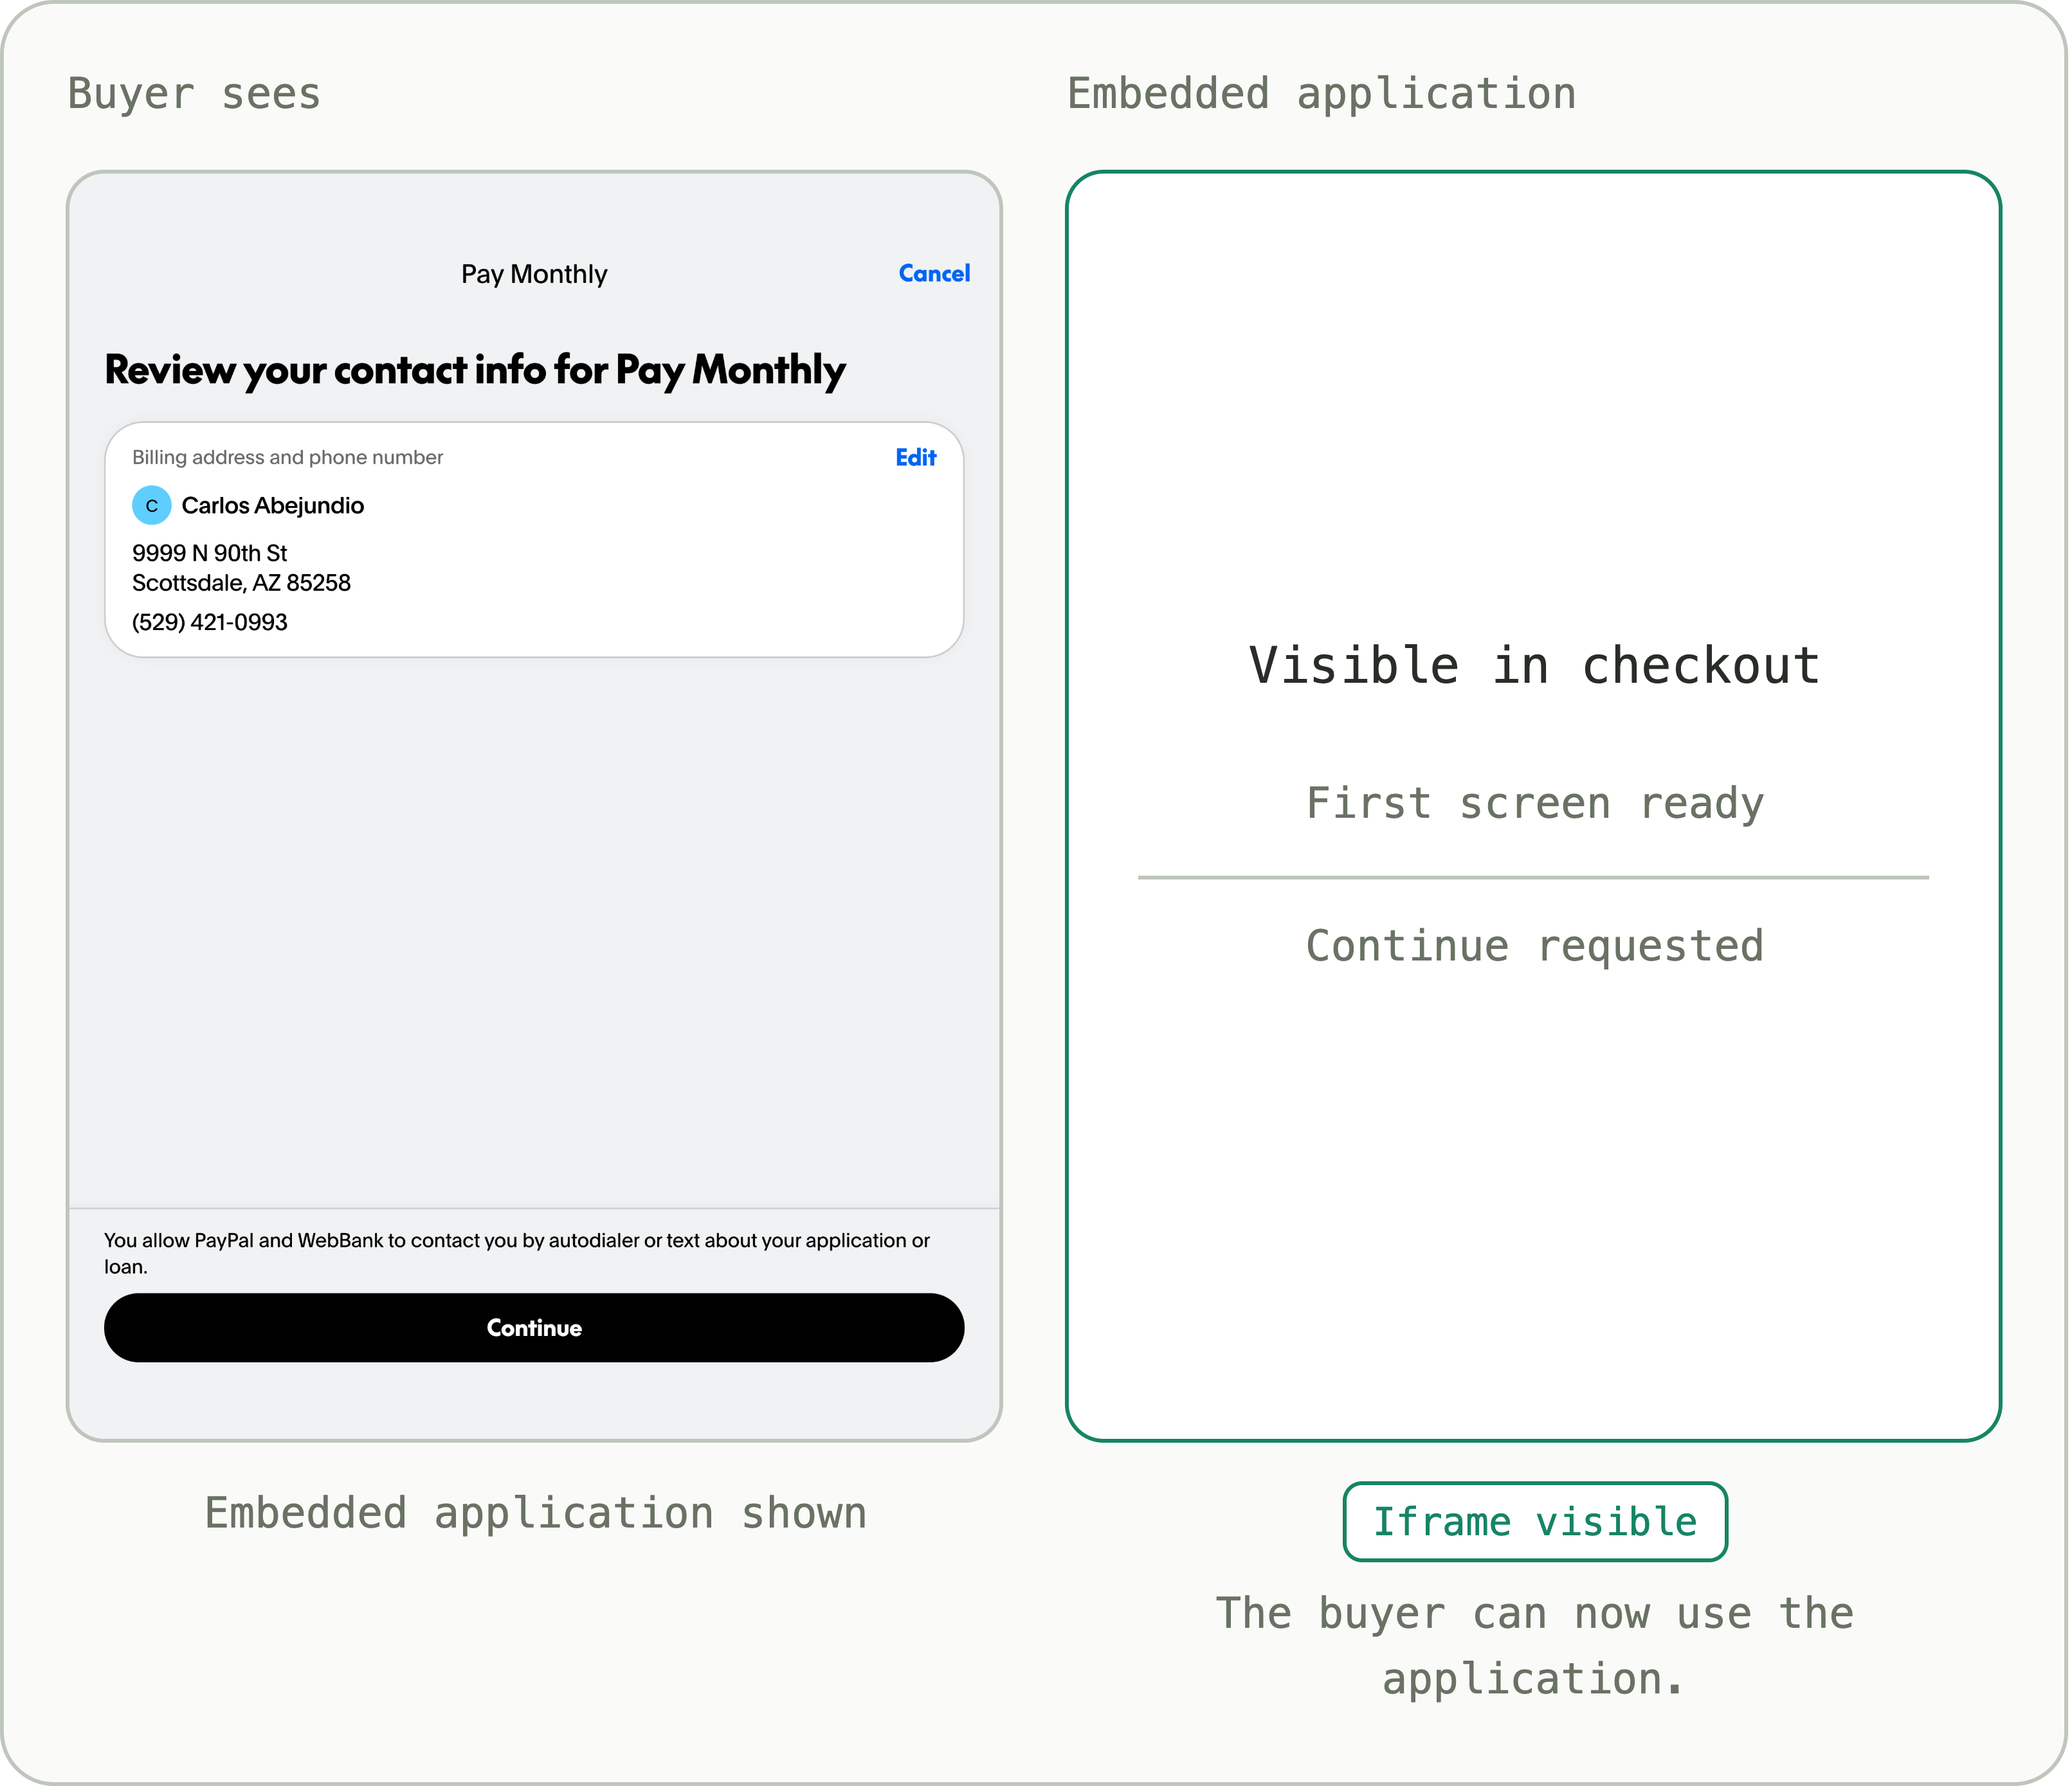 Buyer sees
Embedded application
Pay Monthly
Cancel
Review your contact info for Pay Monthly
Billing address and phone number
Edit
C
Carlos Abejundio
9999 N 90th St
Scottsdale, AZ 85258
(529) 421-0993
You allow PayPal and WebBank to contact you by autodialer or text about your application or
loan.
Continue
Embedded application shown
Visible in checkout
First screen ready
Continue requested
Iframe visible
The buyer can now use the
application.